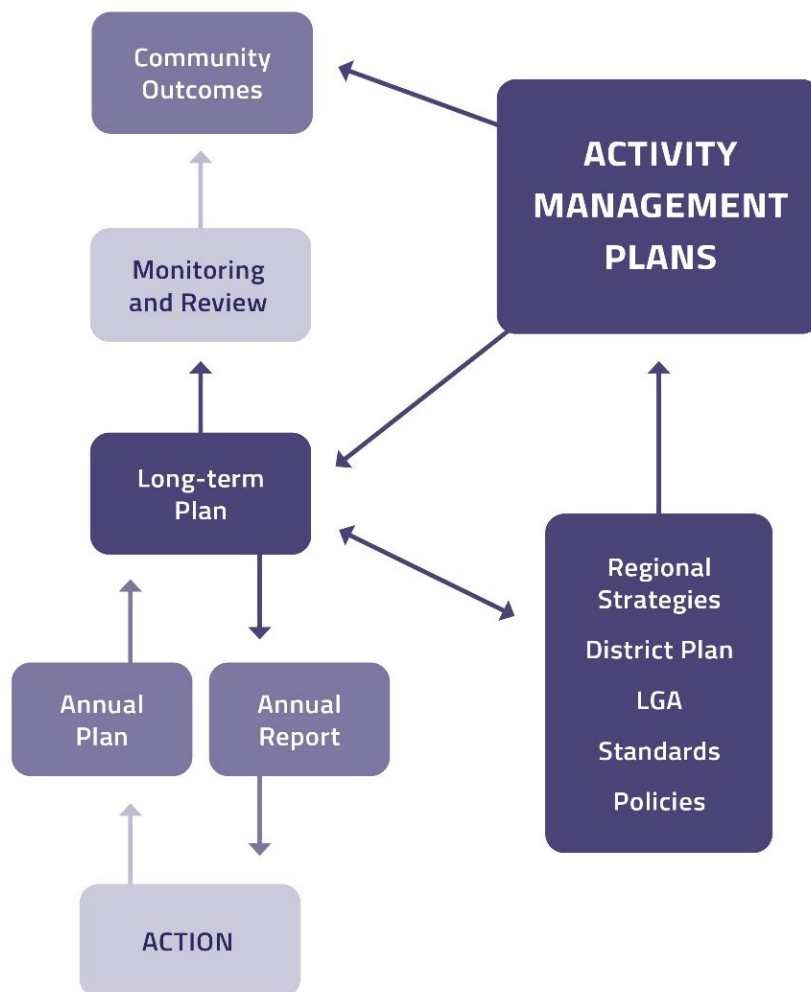 Community
Outcomes
ACTIVITY
MANAGEMENT
PLANS
Monitoring
and Review
Long-term
Plan
Regional
Strategies
District Plan
LGA
Standards
Policies
Annual
Plan
Annual
Report
ACTION